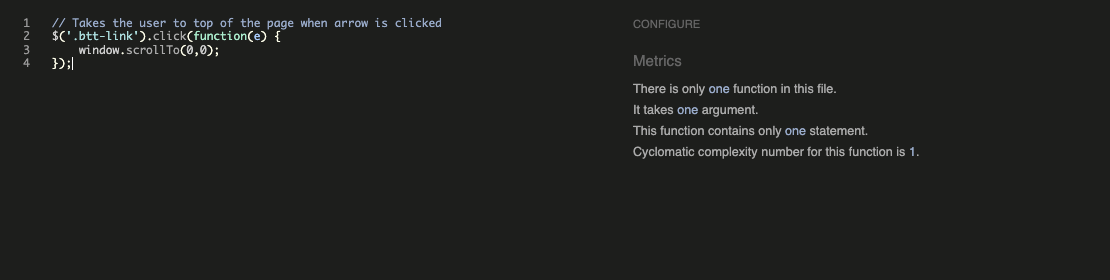 1 // Takes the user to top of the page when arrow is clicked
2 $('.btt-link').click(function(e) {
3     window.scrollTo(0,0);
4 });
CONFIGURE
Metrics
There is only one function in this file.
It takes one argument.
This function contains only one statement.
Cyclomatic complexity number for this function is 1.